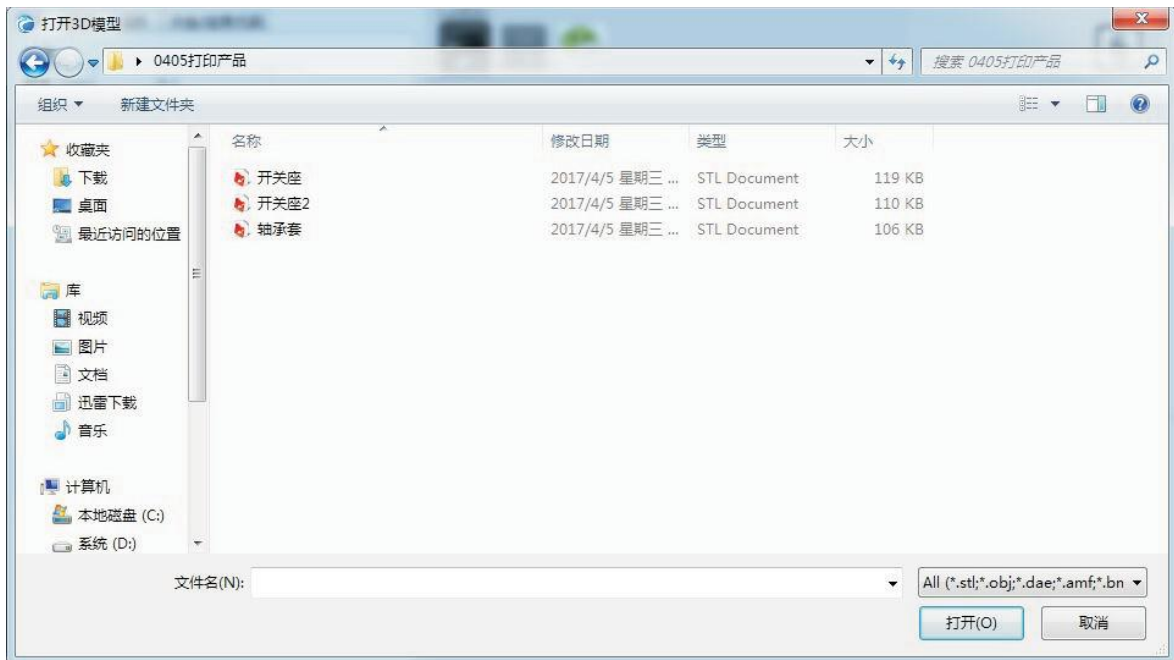 打开3D模型
0405打印产品
搜索 0405打印产品
组织
新建文件夹
收藏夹
下载
桌面
最近访问的位置
库
视频
图片
文档
迅雷下载
音乐
计算机
本地磁盘 (C:)
系统 (D:)
名称 修改日期 类型 大小
开关座 2017/4/5 星期三 ... STL Document 119 KB
开关座2 2017/4/5 星期三 ... STL Document 110 KB
轴承套 2017/4/5 星期三 ... STL Document 106 KB
文件名(N):
All (*.stl;*.obj;*.dae;*.amf;*.bn
打开(O) 取消